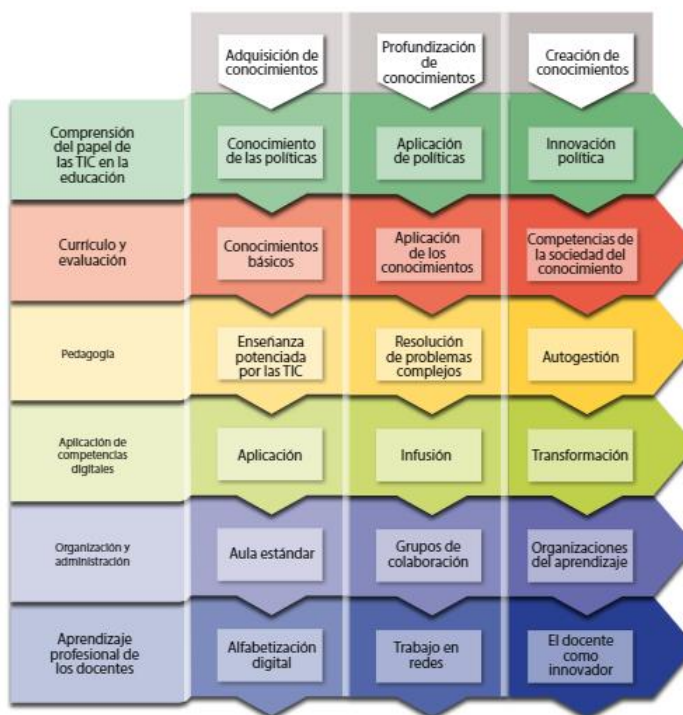 Adquisición de
conocimientos
Profundización
de
conocimientos
Creación de
conocimientos
Comprensión
del papel de
las TIC en la
educación
Conocimiento
de las políticas
Aplicación
de políticas
Innovación
política
Currículo y
evaluación
Conocimientos
básicos
Aplicación
de los
conocimientos
Competencias de
la sociedad del
conocimiento
Pedagogía
Enseñanza
potenciada
por las TIC
Resolución
de problemas
complejos
Autogestión
Aplicación de
competencias
digitales
Aplicación
Infusión
Transformación
Organización y
administración
Aula estándar
Grupos de
colaboración
Organizaciones
del aprendizaje
Aprendizaje
profesional de
los docentes
Alfabetización
digital
Trabajo en
redes
El docente
como
innovador